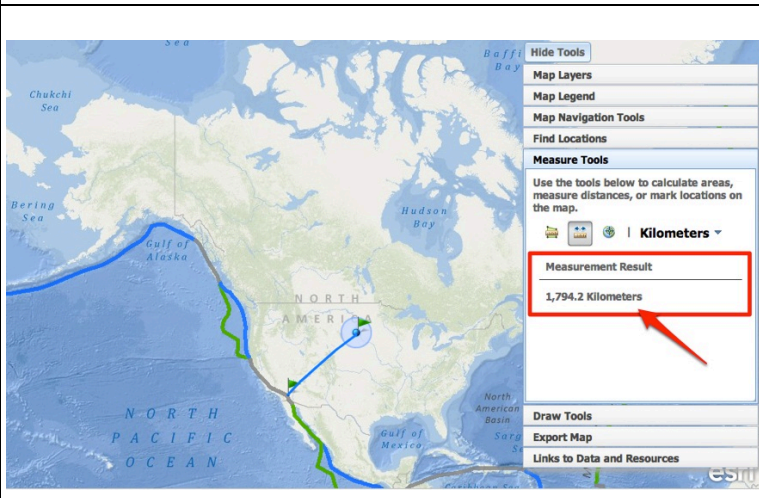 Sea
Baffi
Bay
Chukchi
Sea
Bering
Sea
Gulf of
Alaska
Hudson
Bay
NORTH
AMERICA
NORTH
PACIFIC
OCEAN
North
American
Basin
Gulf of
Mexico
Sarg
Caribbean Sea
Hide Tools
Map Layers
Map Legend
Map Navigation Tools
Find Locations
Measure Tools
Use the tools below to calculate areas,
measure distances, or mark locations on
the map.
| Kilometers
Measurement Result
1,794.2 Kilometers
Draw Tools
Export Map
Links to Data and Resources
esri